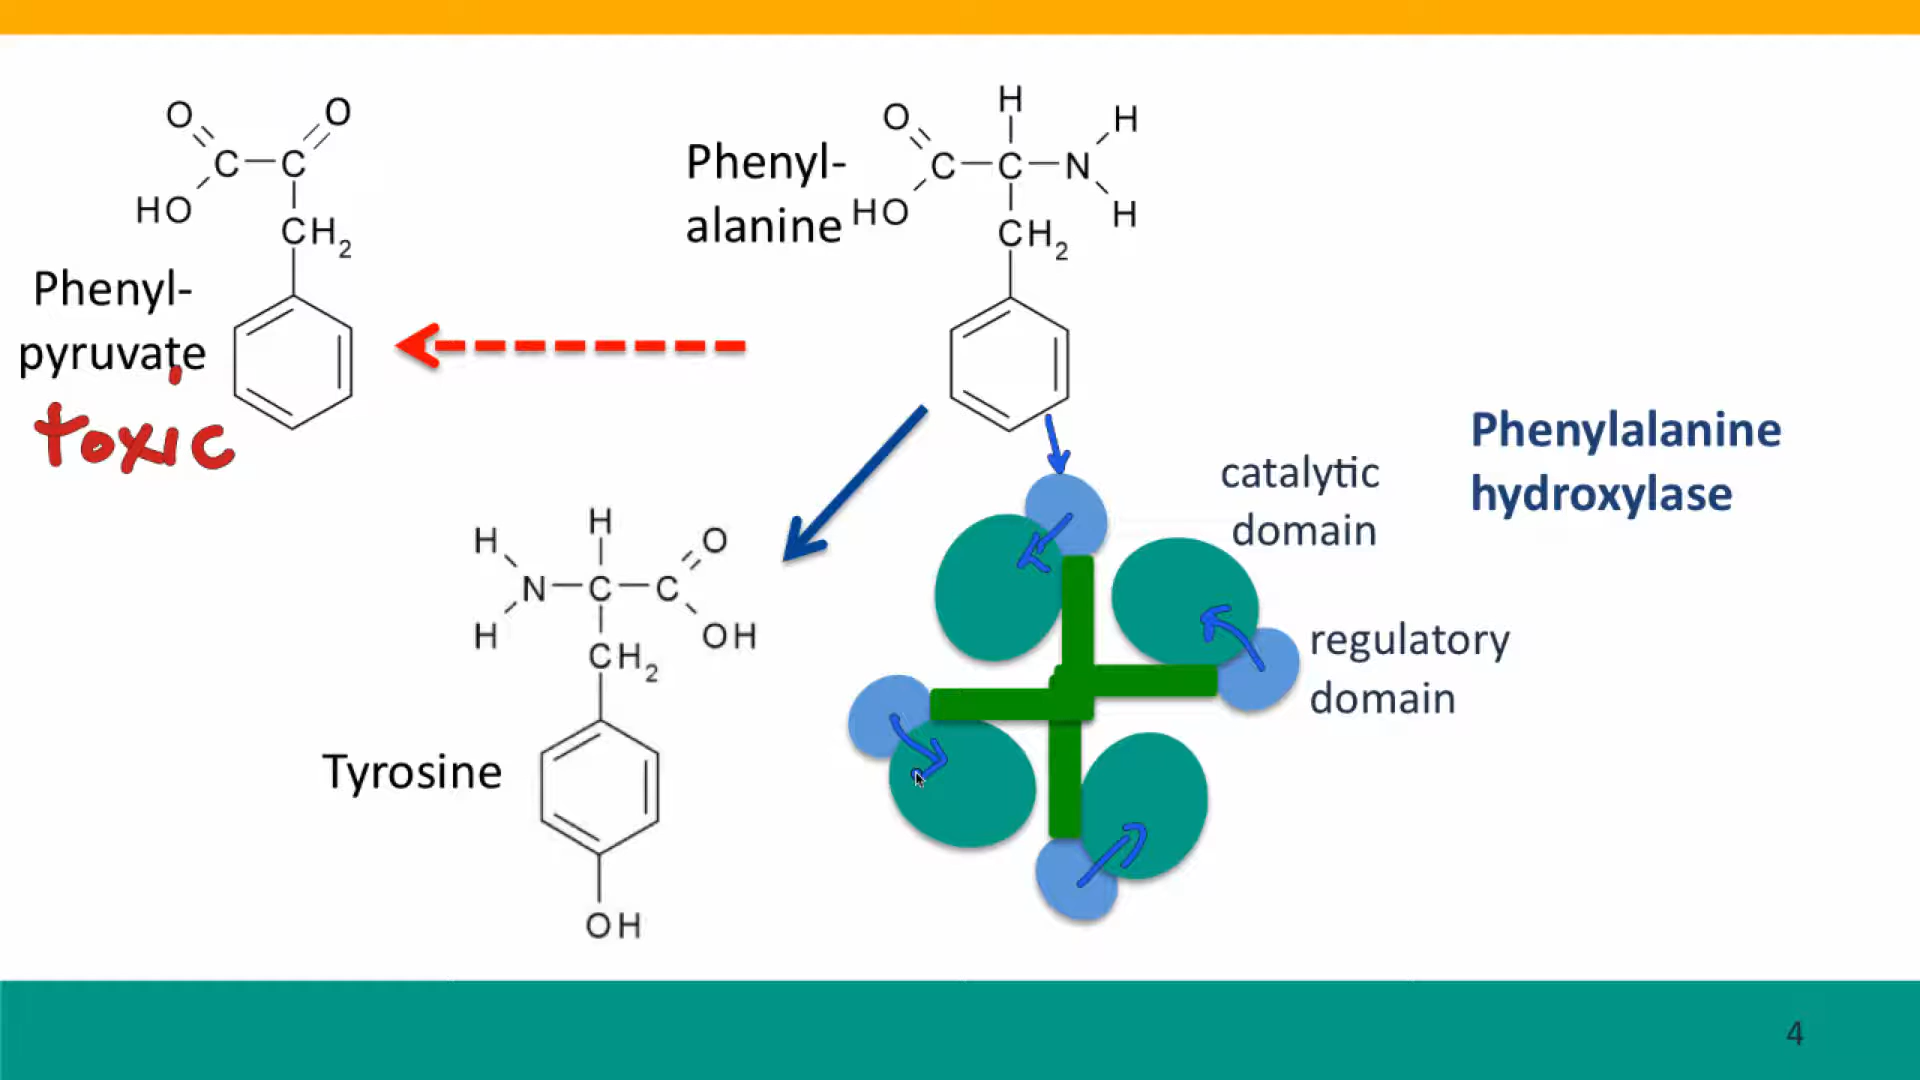 O
O
C
C
HO
CH2
Phenyl-
pyruvate
toxic
Phenyl-
alanine
H
O
H
C
C
N
HO
H
CH2
Phenylalanine
hydroxylase
catalytic
domain
regulatory
domain
H
H
O
N
C
C
H
OH
CH2
Tyrosine
OH
4